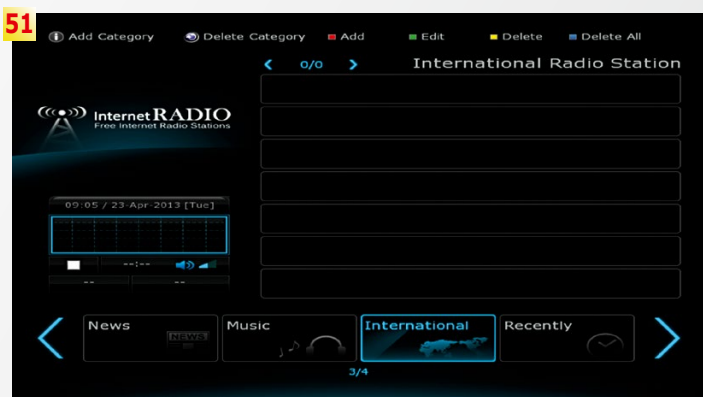 51
Add Category Delete Category Add Edit Delete Delete All
0/0 International Radio Station
Internet RADIO
Free Internet Radio Stations
09:05 / 23-Apr-2013 [Tue]
--:--
-- --
News Music International Recently
NEWS
3/4